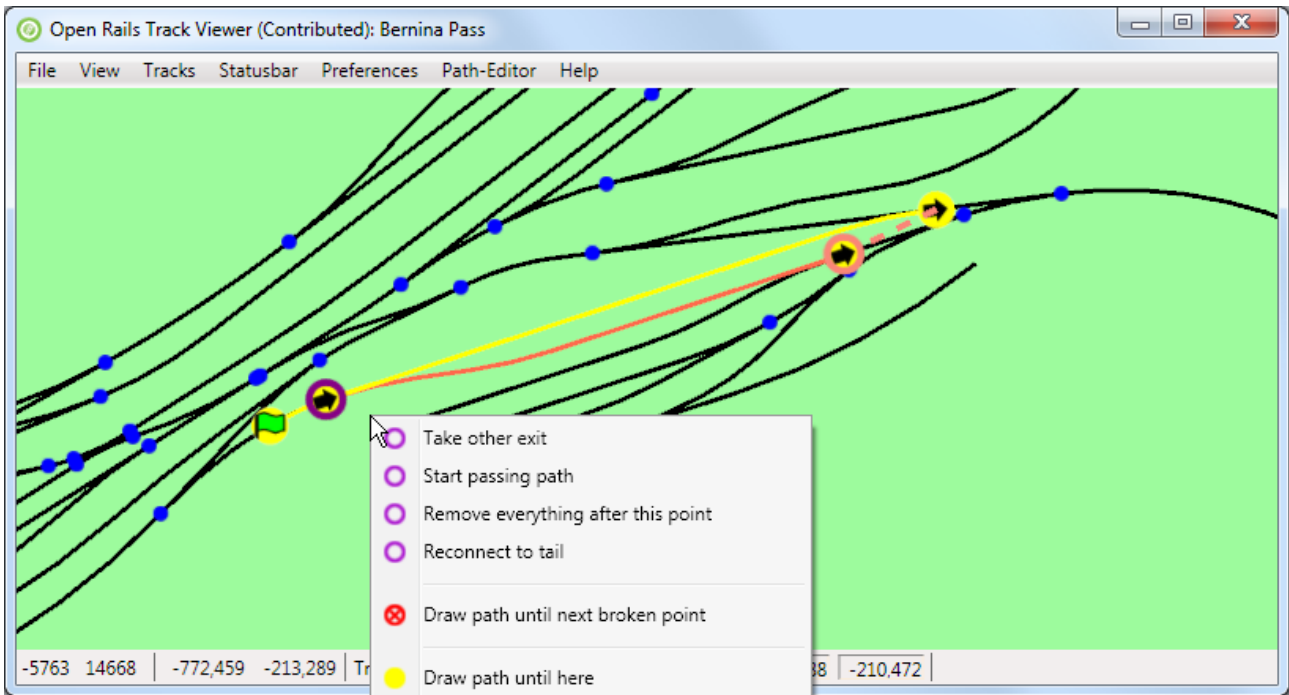 Open Rails Track Viewer (Contributed): Bernina Pass
File View Tracks Statusbar Preferences Path-Editor Help
Take other exit
Start passing path
Remove everything after this point
Reconnect to tail
Draw path until next broken point
Draw path until here
-5763 14668 -772,459 -213,289 -210,472